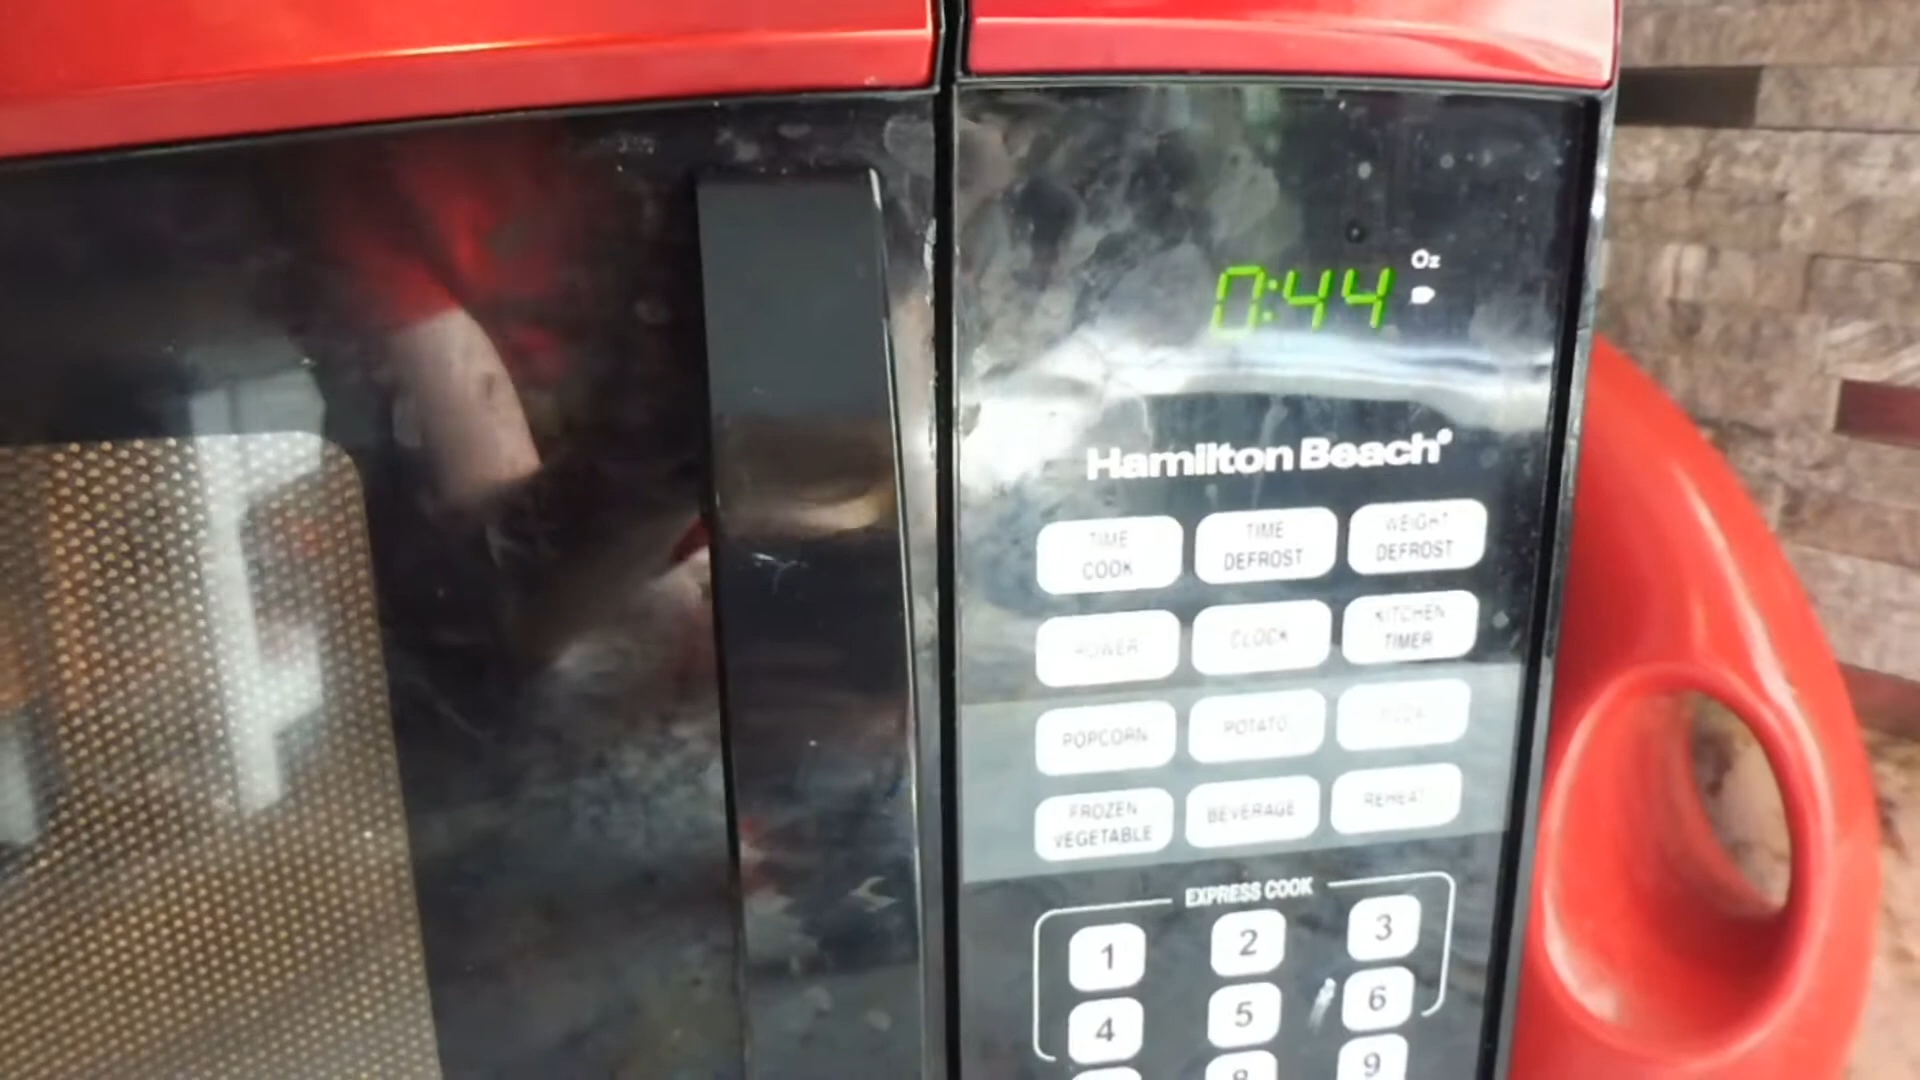 0:44
Oz
Hamilton Beach®
TIME COOK
TIME DEFROST
WEIGHT DEFROST
POWER
CLOCK
KITCHEN TIMER
POPCORN
POTATO
FROZEN VEGETABLE
BEVERAGE
REHEAT
EXPRESS COOK
1
2
3
4
5
6
8
9